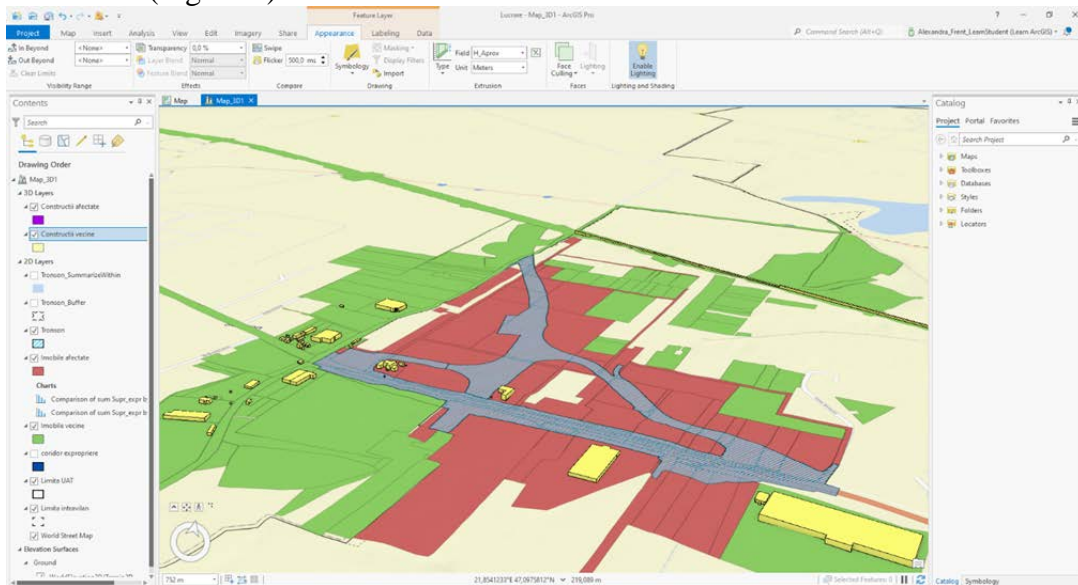 Feature Layer
Lucrare - Map_3D1 - ArcGIS Pro
Project Map Insert Analysis View Edit Imagery Share Appearance Labeling Data
Command Search (Alt+Q)
Alexandra_Frent_LearnStudent (Learn ArcGIS)
In Beyond <None>
Out Beyond <None>
Clear Limits
Visibility Range
Transparency 0,0 %
Layer Blend Normal
Feature Blend Normal
Effects
Swipe
Flicker 500,0 ms
Compare
Symbology
Masking
Display Filters
Import
Drawing
Type
Field H_Aprox
Unit Meters
Extrusion
Face Culling
Lighting
Faces
Enable Lighting
Lighting and Shading
Contents
Search
Drawing Order
Map_3D1
3D Layers
Constructii afectate
Constructii vecine
2D Layers
Tronson_SummarizeWithin
Tronson_Buffer
Tronson
Imobile afectate
Charts
Comparison of sum Supr_expr b
Comparison of sum Supr_expr b
Imobile vecine
coridor expropriere
Limita UAT
Limite intravilan
World Street Map
Elevation Surfaces
Ground
Map Map_3D1
752 m
21,8541233°E 47,0975812°N 219,089 m
Selected Features: 0
Catalog
Project Portal Favorites
Search Project
Maps
Toolboxes
Databases
Styles
Folders
Locators
Catalog Symbology